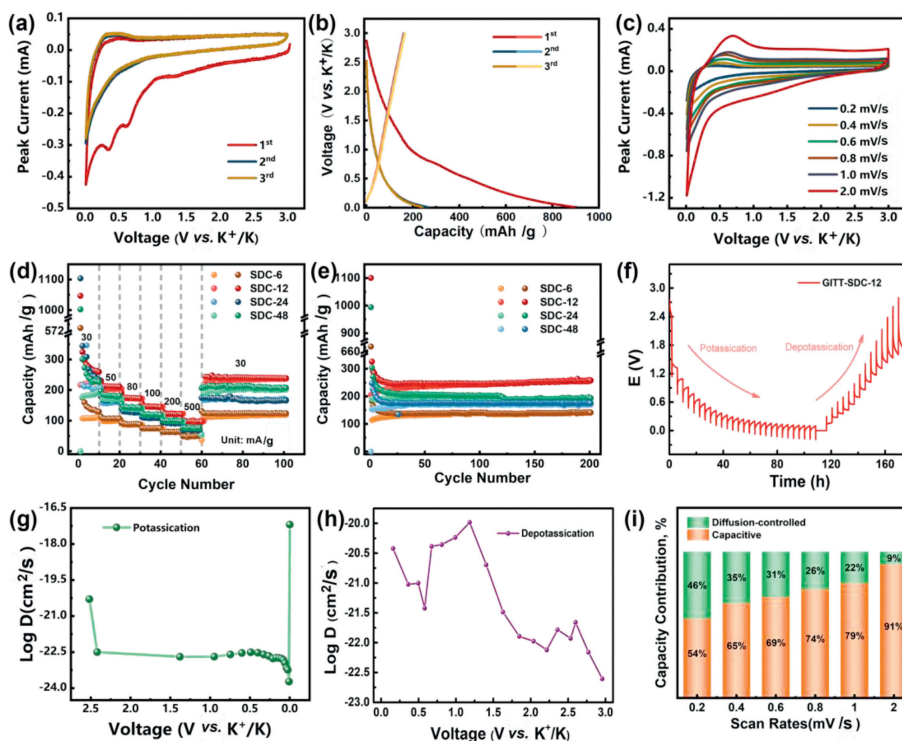 (a)
Peak Current (mA)
0.1
0.0
-0.1
-0.2
-0.3
-0.4
-0.5
1st
2nd
3rd
0.0 0.5 1.0 1.5 2.0 2.5 3.0
Voltage (V vs. K+/K)
(b)
Voltage (V vs. K+/K)
3.0
2.5
2.0
1.5
1.0
0.5
0.0
1st
2nd
3rd
0 200 400 600 800 1000
Capacity (mAh /g)
(c)
Peak Current (mA)
0.4
0.0
-0.4
-0.8
-1.2
0.2 mV/s
0.4 mV/s
0.6 mV/s
0.8 mV/s
1.0 mV/s
2.0 mV/s
0.0 0.5 1.0 1.5 2.0 2.5 3.0
Voltage (V vs. K+/K)
(d)
Capacity (mAh /g)
1100
1000
572
400
300
200
100
0
SDC-6
SDC-12
SDC-24
SDC-48
30
50
80
100
200
500
30
Unit: mA/g
0 20 40 60 80 100
Cycle Number
(e)
Capacity (mAh /g)
1100
1000
900
660
400
300
200
100
0
SDC-6
SDC-12
SDC-24
SDC-48
0 25 50 75 100 125 150 200
Cycle Number
(f)
E (V)
3.0
2.4
1.8
1.2
0.6
0.0
-0.6
GITT-SDC-12
Potassication
Depotassication
0 40 80 120 160
Time (h)
(g)
Log D(cm2/s)
-16.5
-18.0
-19.5
-21.0
-22.5
-24.0
Potassication
2.5 2.0 1.5 1.0 0.5 0.0
Voltage (V vs. K+/K)
(h)
Log D (cm2/s)
-20.0
-20.5
-21.0
-21.5
-22.0
-22.5
-23.0
Depotassication
0.0 0.5 1.0 1.5 2.0 2.5 3.0
Voltage (V vs. K+/K)
(i)
Capacity Contribution, %
Diffusion-controlled
Capacitive
46% 35% 31% 26% 22% 9%
54% 65% 69% 74% 79% 91%
0.2 0.4 0.6 0.8 1 2
Scan Rates(mV /s)